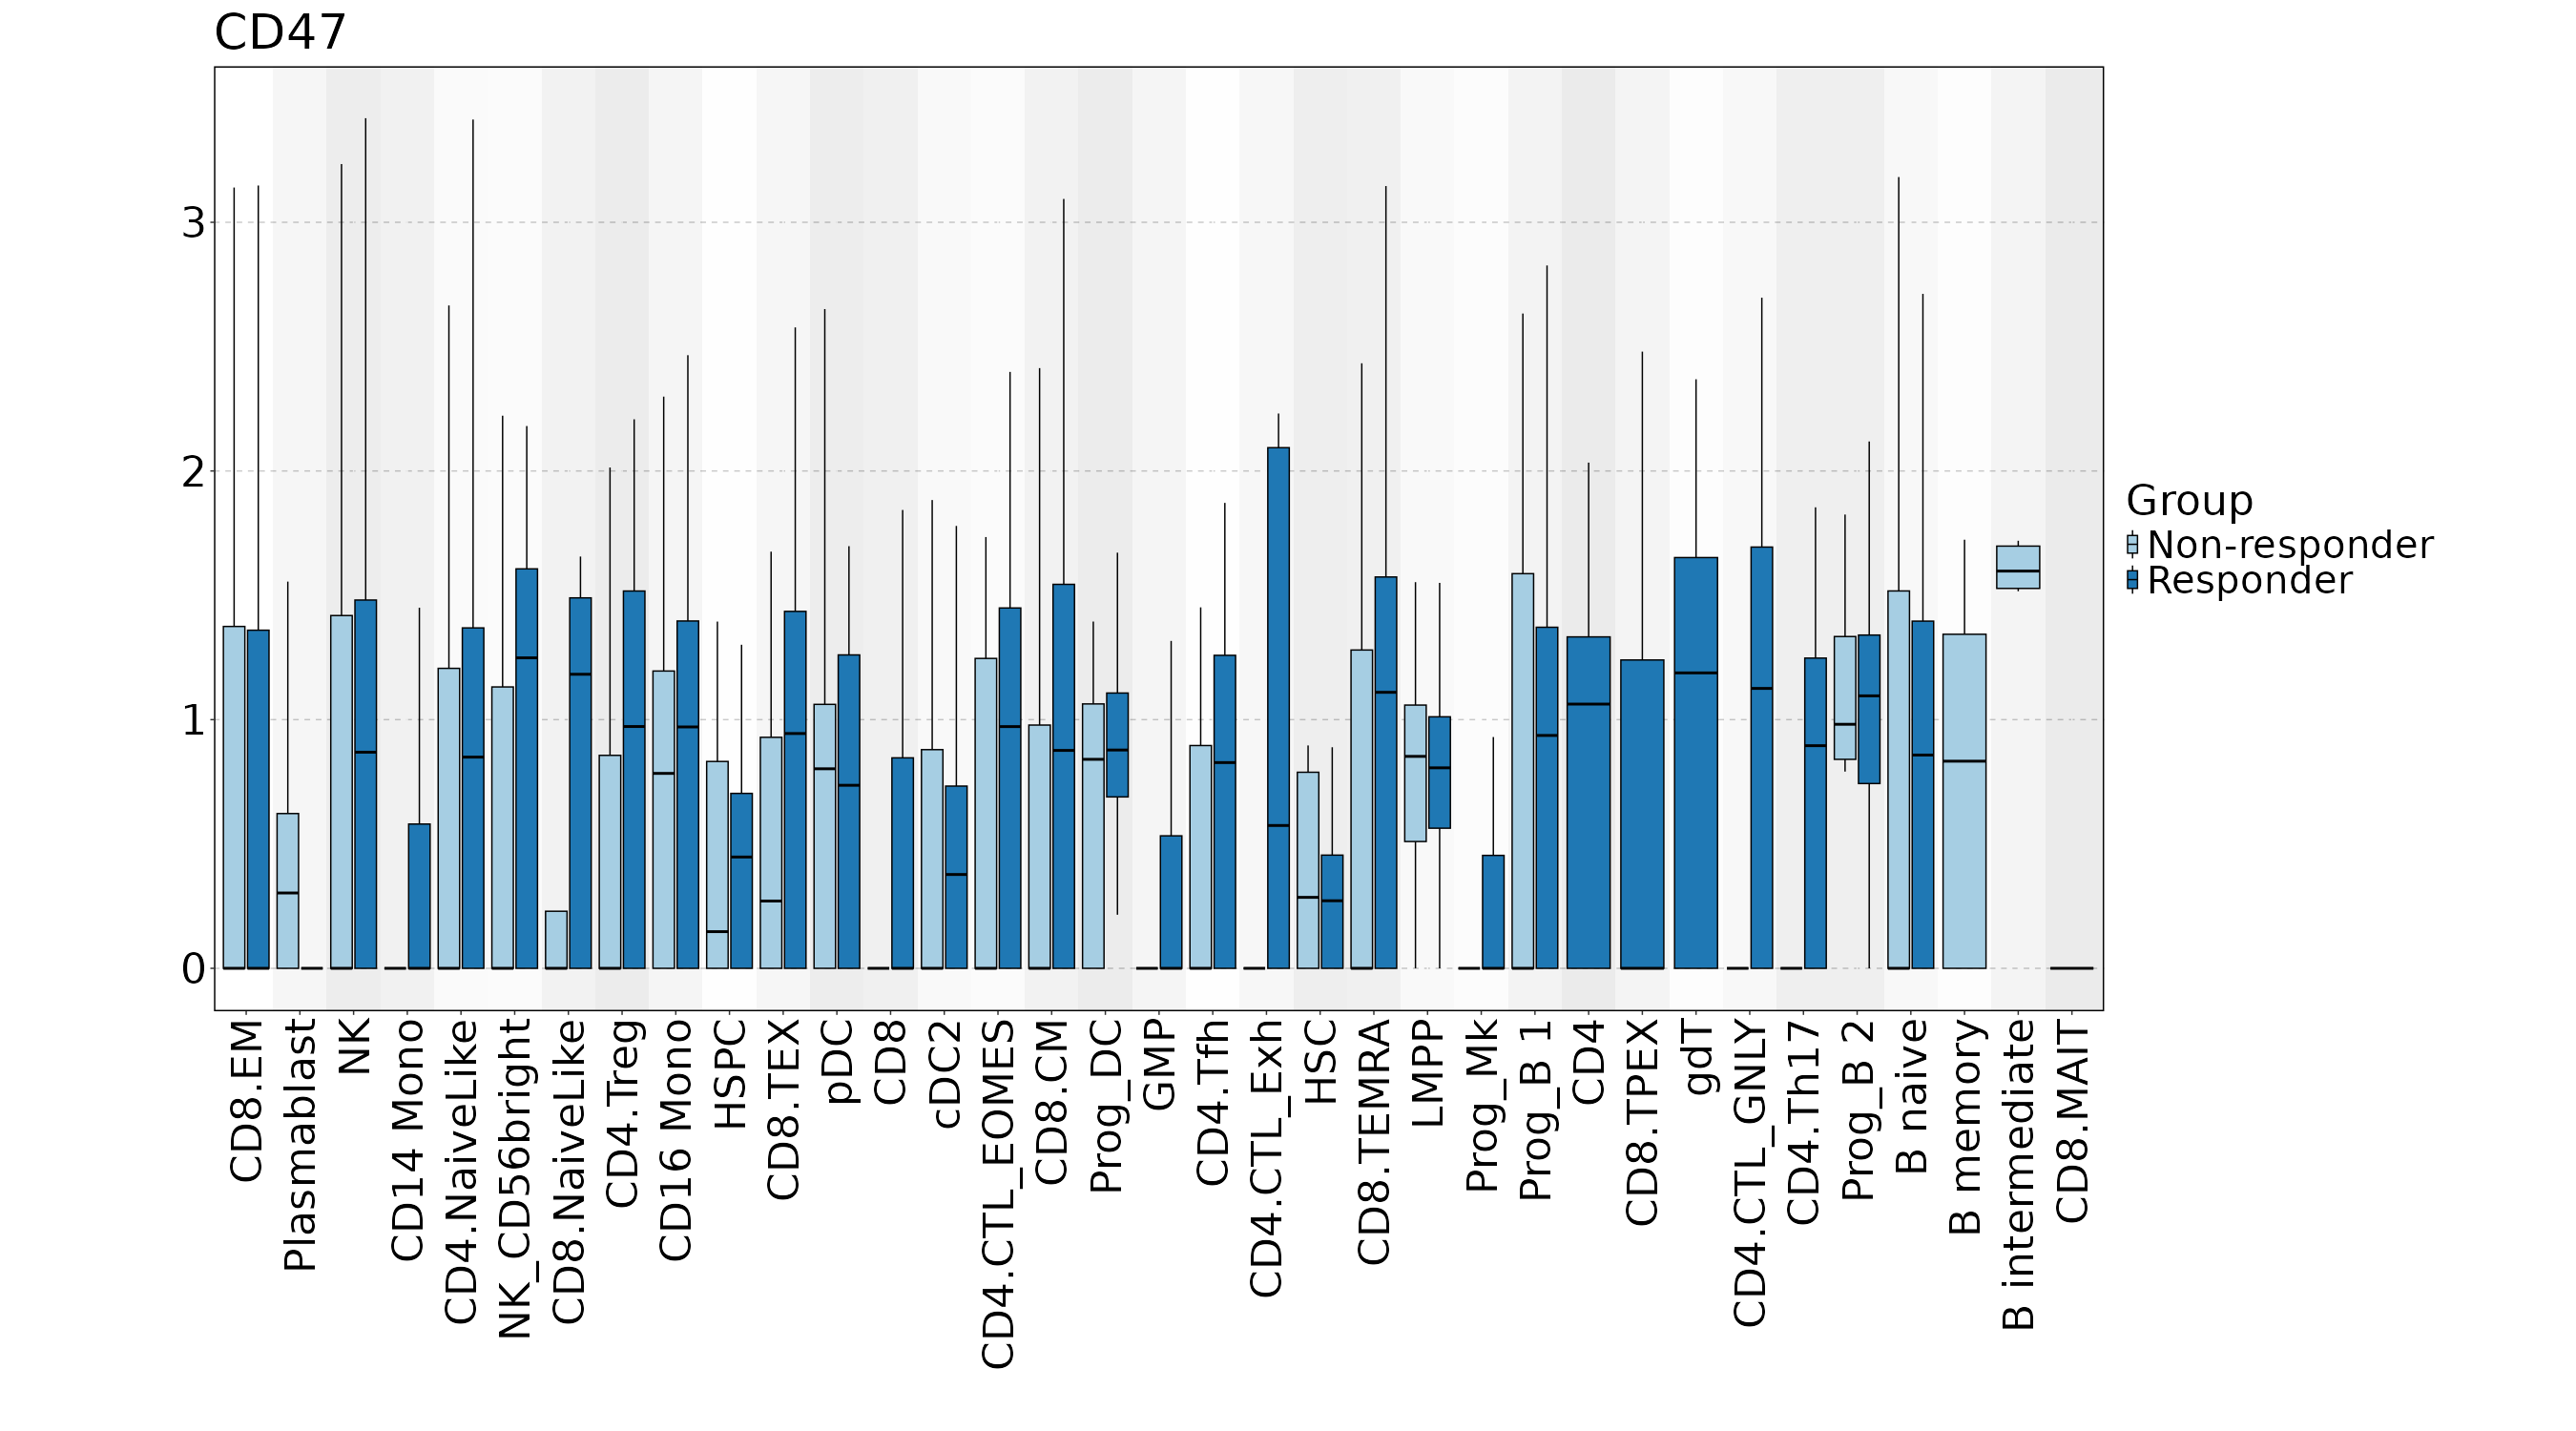 CD47
3
2
1
0
CD8.EM
Plasmablast
NK
CD14 Mono
CD4.NaiveLike
NK_CD56bright
CD8.NaiveLike
CD4.Treg
CD16 Mono
HSPC
CD8.TEX
pDC
CD8
cDC2
CD4.CTL_EOMES
CD8.CM
Prog_DC
GMP
CD4.Tfh
CD4.CTL_Exh
HSC
CD8.TEMRA
LMPP
Prog_Mk
Prog_B 1
CD4
CD8.TPEX
gdT
CD4.CTL_GNLY
CD4.Th17
Prog_B 2
B naive
B memory
B intermediate
CD8.MAIT
Group
Non-responder
Responder